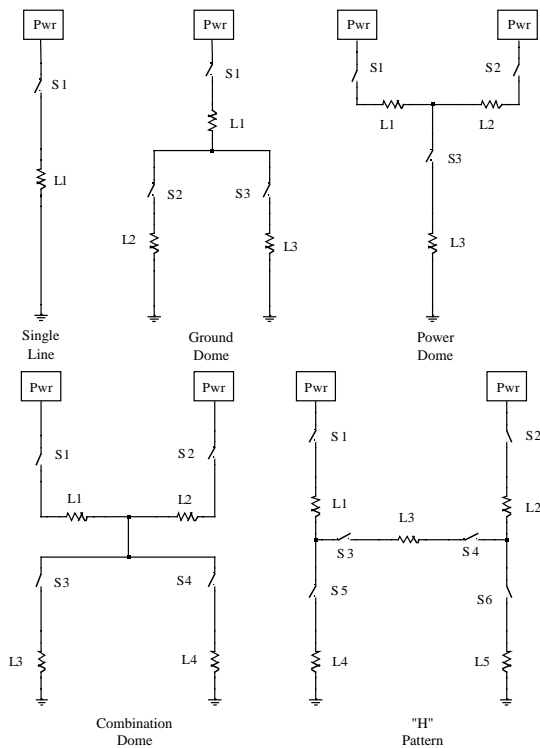 Pwr
S1
L1
Single
Line
Pwr
S1
L1
S2
S3
L2
L3
Ground
Dome
Pwr
Pwr
S1
S2
L1
L2
S3
L3
Power
Dome
Pwr
Pwr
S1
S2
L1
L2
S3
S4
L3
L4
Combination
Dome
Pwr
Pwr
S1
S2
L1
L2
L3
S3
S4
S5
S6
L4
L5
"H"
Pattern